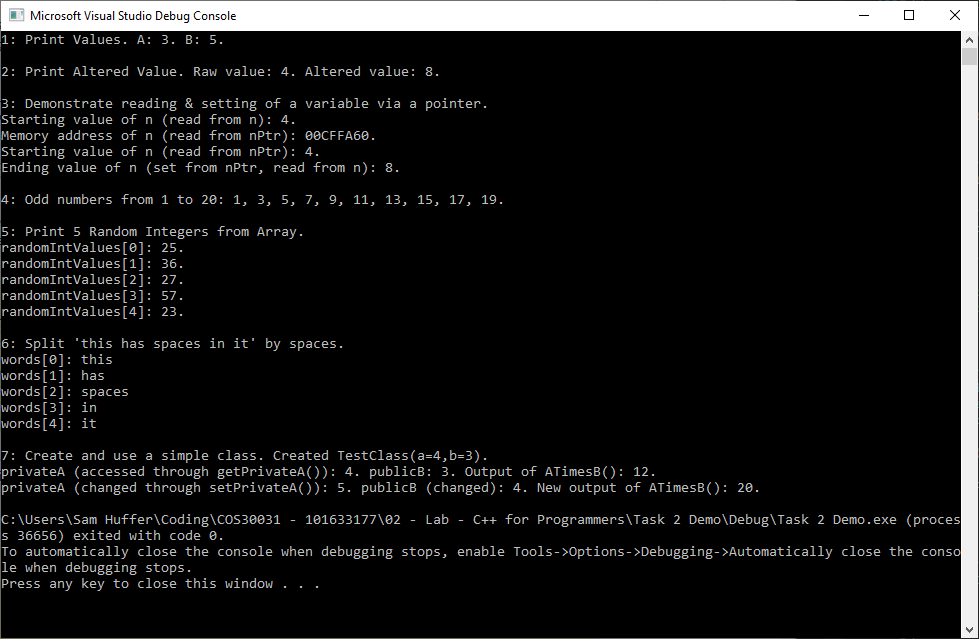 Microsoft Visual Studio Debug Console
1: Print Values. A: 3. B: 5.
2: Print Altered Value. Raw value: 4. Altered value: 8.
3: Demonstrate reading & setting of a variable via a pointer.
Starting value of n (read from n): 4.
Memory address of n (read from nPtr): 00CFFA60.
Starting value of n (read from nPtr): 4.
Ending value of n (set from nPtr, read from n): 8.
4: Odd numbers from 1 to 20: 1, 3, 5, 7, 9, 11, 13, 15, 17, 19.
5: Print 5 Random Integers from Array.
randomIntValues[0]: 25.
randomIntValues[1]: 36.
randomIntValues[2]: 27.
randomIntValues[3]: 57.
randomIntValues[4]: 23.
6: Split 'this has spaces in it' by spaces.
words[0]: this
words[1]: has
words[2]: spaces
words[3]: in
words[4]: it
7: Create and use a simple class. Created TestClass(a=4,b=3).
privateA (accessed through getPrivateA()): 4. publicB: 3. Output of ATimesB(): 12.
privateA (changed through setPrivateA()): 5. publicB (changed): 4. New output of ATimesB(): 20.
C:\Users\Sam Huffer\Coding\COS30031 - 101633177\02 - Lab - C++ for Programmers\Task 2 Demo\Debug\Task 2 Demo.exe (proces
s 36656) exited with code 0.
To automatically close the console when debugging stops, enable Tools->Options->Debugging->Automatically close the conso
le when debugging stops.
Press any key to close this window . . .